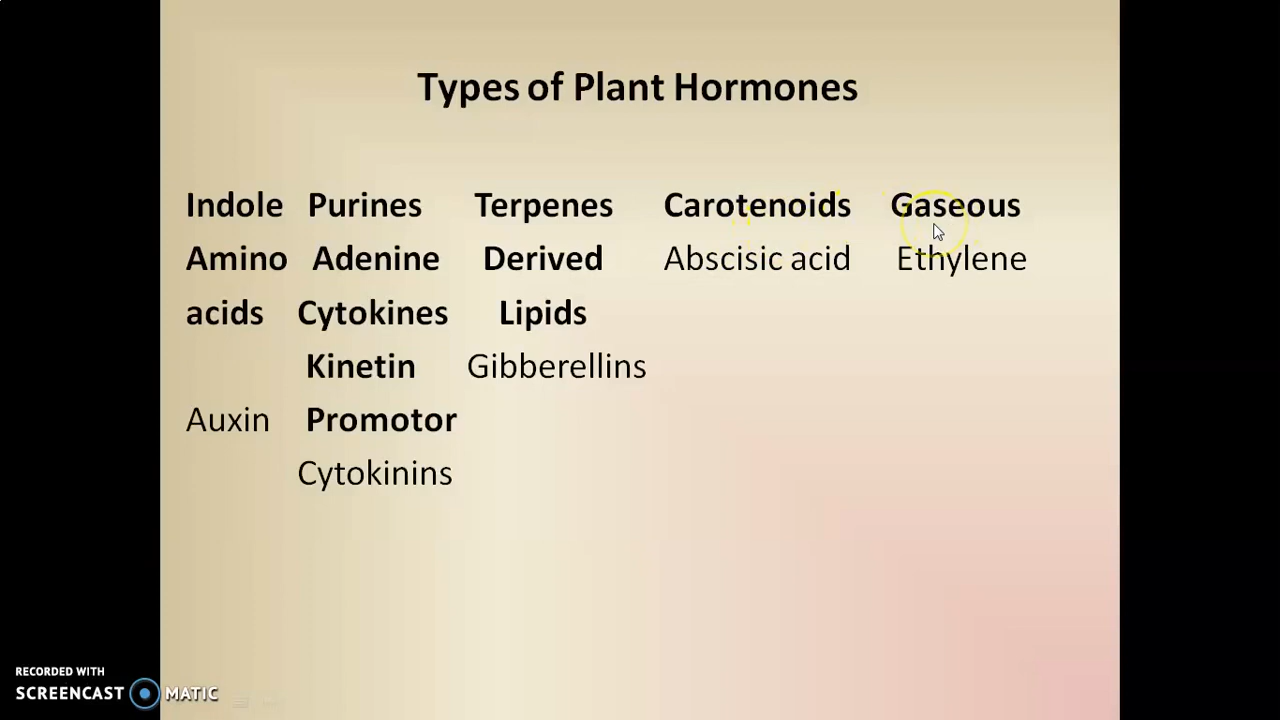 Types of Plant Hormones
Indole Purines Terpenes Carotenoids Gaseous
Amino Adenine Derived Abscisic acid Ethylene
acids Cytokines Lipids
Kinetin Gibberellins
Auxin Promotor
Cytokinins
RECORDED WITH
SCREENCAST MATIC